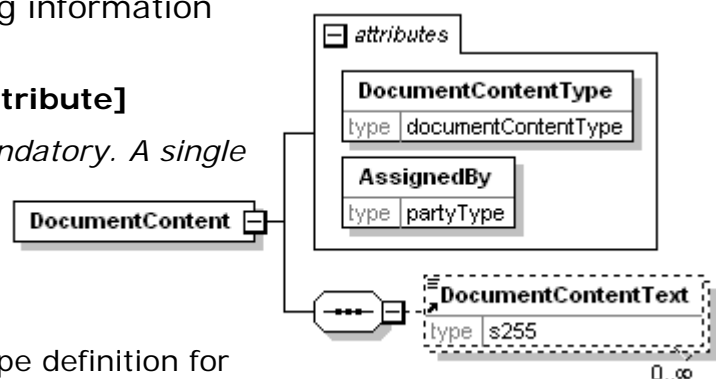 g information
tribute]
ndatory. A single
pe definition for
attributes
DocumentContentType
type documentContentType
AssignedBy
type partyType
DocumentContent
DocumentContentText
type s255
0..∞